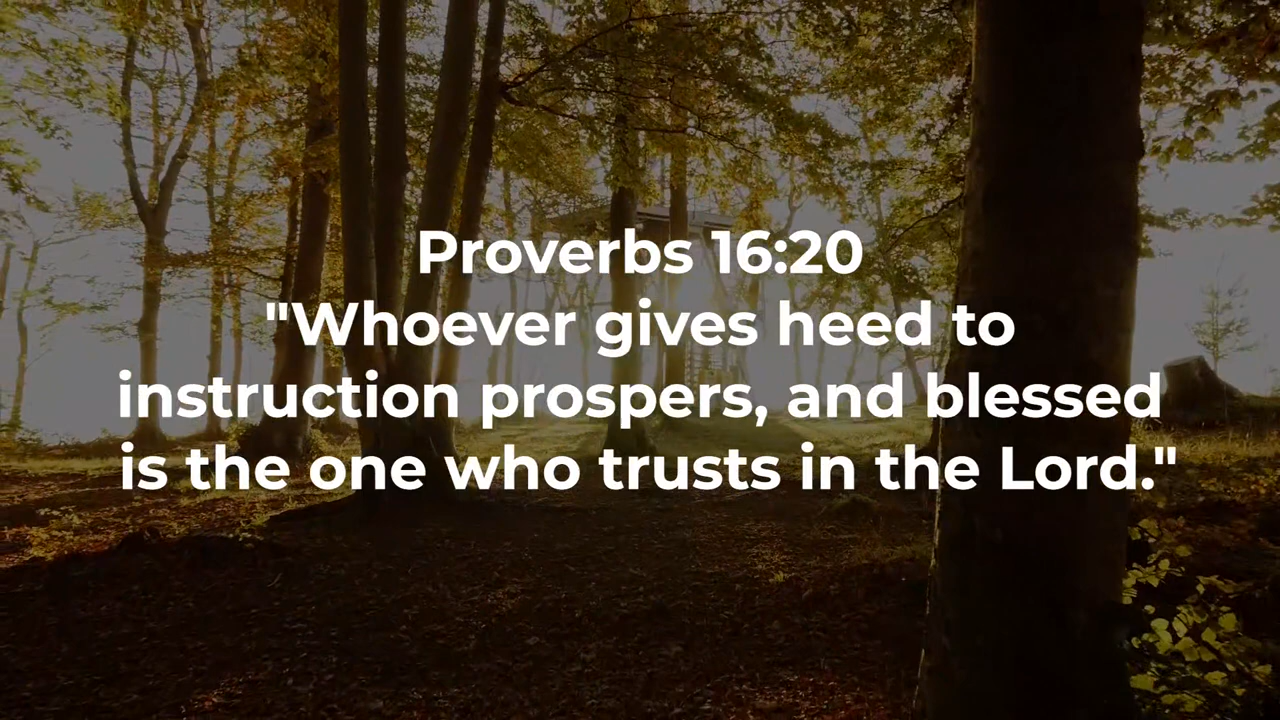 Proverbs 16:20
"Whoever gives heed to
instruction prospers, and blessed
is the one who trusts in the Lord."